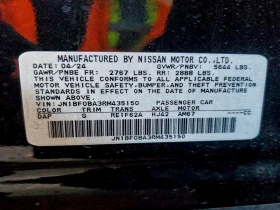 MANUFACTURED BY NISSAN MOTOR CO.,LTD.
DATE: 04/24 GVWR/PNBV: 5644 LBS.
GAWR/PNBE FR: 2767 LBS. RR: 2888 LBS.
THIS VEHICLE CONFORMS TO ALL APPLICABLE FEDERAL
MOTOR VEHICLE SAFETY, BUMPER, AND THEFT PREVENTION
STANDARDS IN EFFECT ON THE DATE OF MANUFACTURE
SHOWN ABOVE.
VIN: JN1BF0BA3RM435150 PASSENGER CAR
COLOR TRIM TRANS AXLE MOTOR
DAP G RE1F62A HJ42 AM67 ----CC
JN1BF0BA3RM435150